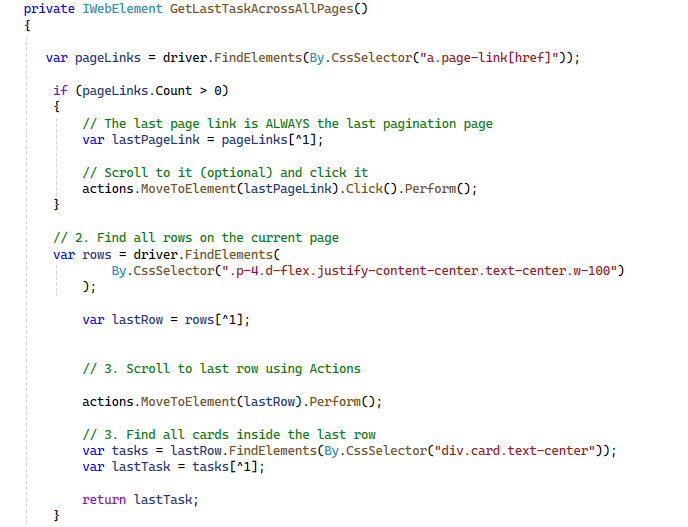 private IWebElement GetLastTaskAcrossAllPages()
{
var pageLinks = driver.FindElements(By.CssSelector("a.page-link[href]"));
if (pageLinks.Count > 0)
{
// The last page link is ALWAYS the last pagination page
var lastPageLink = pageLinks[^1];
// Scroll to it (optional) and click it
actions.MoveToElement(lastPageLink).Click().Perform();
}
// 2. Find all rows on the current page
var rows = driver.FindElements(
By.CssSelector(".p-4.d-flex.justify-content-center.text-center.w-100")
);
var lastRow = rows[^1];
// 3. Scroll to last row using Actions
actions.MoveToElement(lastRow).Perform();
// 3. Find all cards inside the last row
var tasks = lastRow.FindElements(By.CssSelector("div.card.text-center"));
var lastTask = tasks[^1];
return lastTask;
}